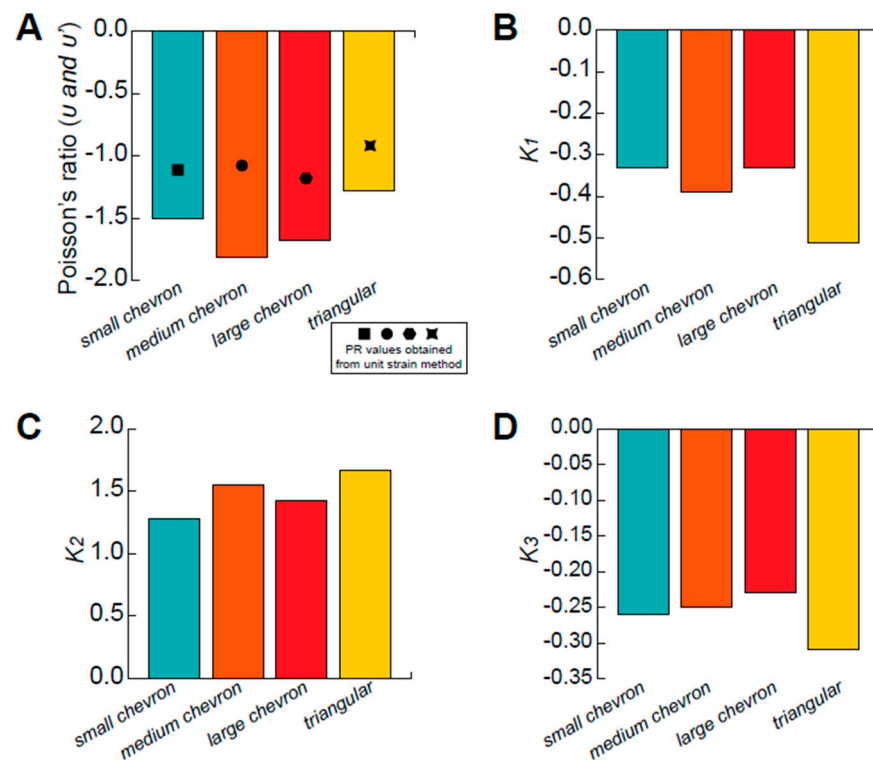 A
Poisson's ratio (υ and υ')
0.0
-0.5
-1.0
-1.5
-2.0
small chevron
medium chevron
large chevron
triangular
PR values obtained
from unit strain method
B
K1
0.0
-0.1
-0.2
-0.3
-0.4
-0.5
-0.6
small chevron
medium chevron
large chevron
triangular
C
K2
2.0
1.5
1.0
0.5
0.0
small chevron
medium chevron
large chevron
triangular
D
K3
0.00
-0.05
-0.10
-0.15
-0.20
-0.25
-0.30
-0.35
small chevron
medium chevron
large chevron
triangular